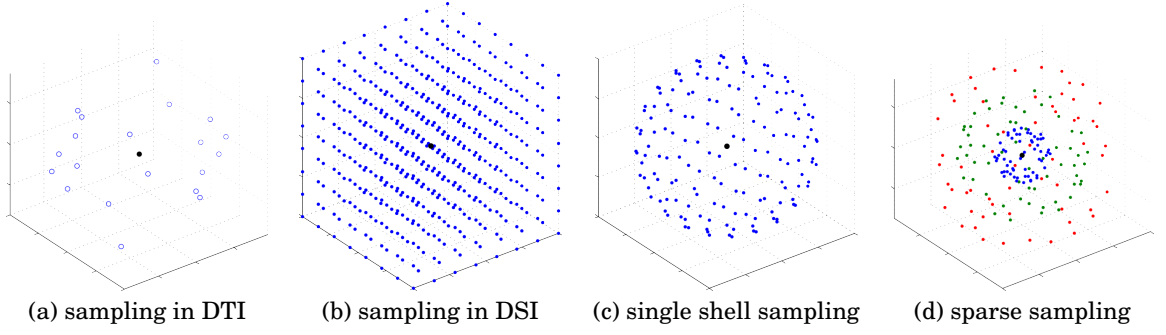 (a) sampling in DTI
(b) sampling in DSI
(c) single shell sampling
(d) sparse sampling